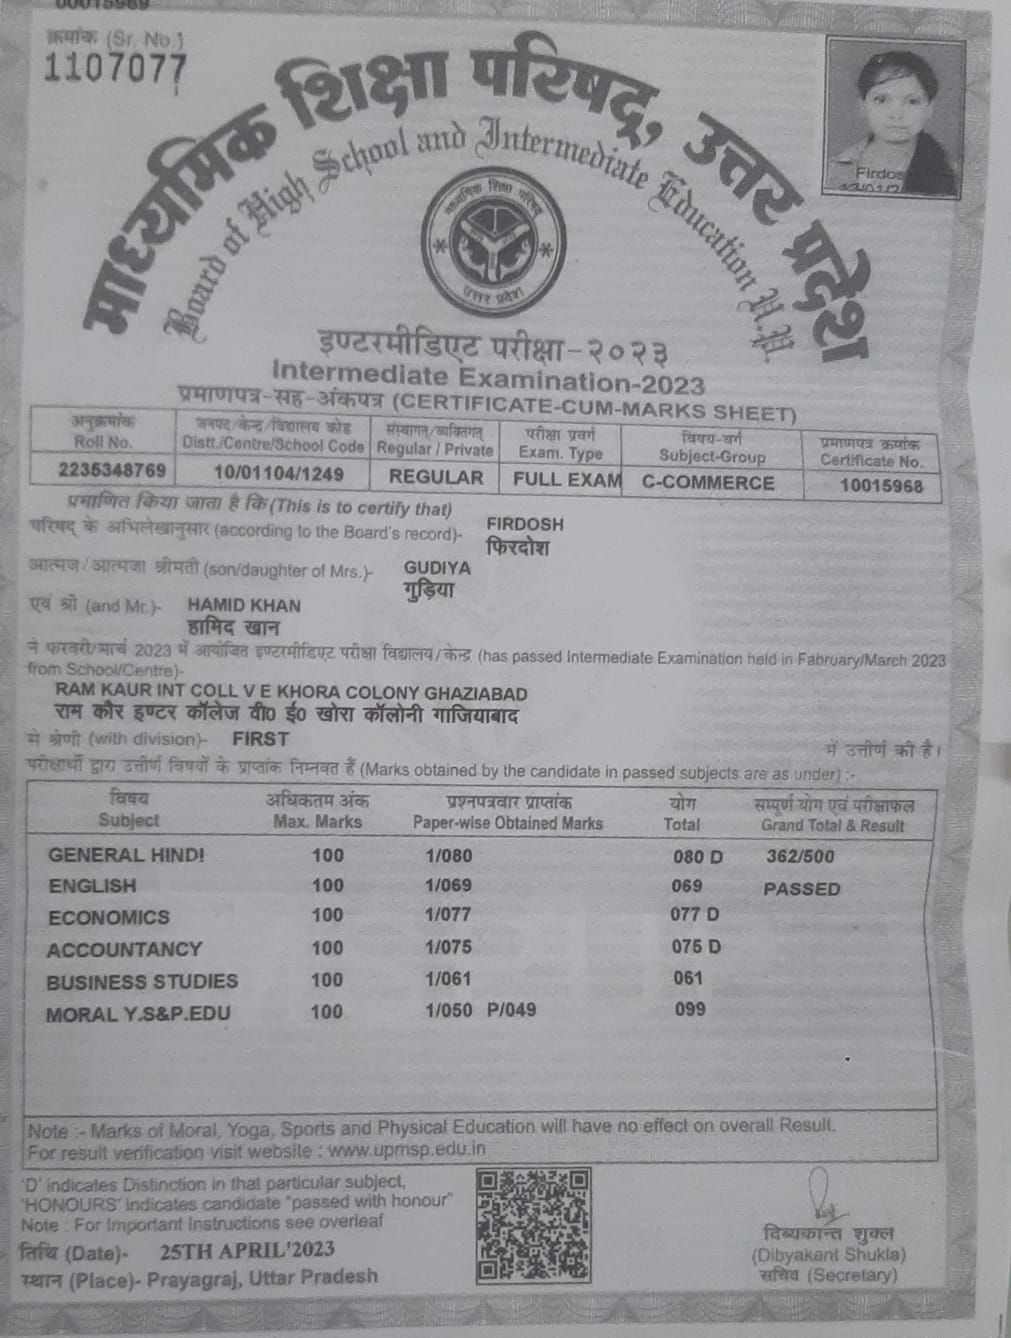 00015969
क्रमांक (Sr. No.)
1107077
माध्यमिक शिक्षा परिषद्, उत्तर प्रदेश
Board of High School and Intermediate Education U.P.
Firdos
माध्यमिक शिक्षा परिषद्
उत्तर प्रदेश
इण्टरमीडिएट परीक्षा-२०२३
Intermediate Examination-2023
प्रमाणपत्र-सह-अंकपत्र (CERTIFICATE-CUM-MARKS SHEET)
अनुक्रमांक जनपद/केन्द्र/विद्यालय कोड संस्थागत/व्यक्तिगत परीक्षा प्रवर्ग विषय-वर्ग प्रमाणपत्र क्रमांक
Roll No. Distt./Centre/School Code Regular / Private Exam. Type Subject-Group Certificate No.
2235348769 10/01104/1249 REGULAR FULL EXAM C-COMMERCE 10015968
प्रमाणित किया जाता है कि (This is to certify that)
परिषद् के अभिलेखानुसार (according to the Board's record)- FIRDOSH
फिरदोश
आत्मज/आत्मजा श्रीमती (son/daughter of Mrs.)- GUDIYA
गुड़िया
एवं श्री (and Mr.)- HAMID KHAN
हामिद खान
ने फरवरी/मार्च 2023 में आयोजित इण्टरमीडिएट परीक्षा विद्यालय/केन्द्र (has passed Intermediate Examination held in Fabruary/March 2023
from School/Centre)-
RAM KAUR INT COLL V E KHORA COLONY GHAZIABAD
राम कौर इण्टर कॉलेज वी0 ई0 खोरा कॉलोनी गाजियाबाद
से श्रेणी (with division)- FIRST में उत्तीर्ण की है।
परीक्षार्थी द्वारा उत्तीर्ण विषयों के प्राप्तांक निम्नवत हैं (Marks obtained by the candidate in passed subjects are as under) :-
विषय अधिकतम अंक प्रश्नपत्रवार प्राप्तांक योग सम्पूर्ण योग एवं परीक्षाफल
Subject Max. Marks Paper-wise Obtained Marks Total Grand Total & Result
GENERAL HINDI 100 1/080 080 D 362/500
ENGLISH 100 1/069 069 PASSED
ECONOMICS 100 1/077 077 D
ACCOUNTANCY 100 1/075 075 D
BUSINESS STUDIES 100 1/061 061
MORAL Y.S&P.EDU 100 1/050 P/049 099
Note :- Marks of Moral, Yoga, Sports and Physical Education will have no effect on overall Result.
For result verification visit website : www.upmsp.edu.in
'D' indicates Distinction in that particular subject,
'HONOURS' indicates candidate "passed with honour"
Note : For Important Instructions see overleaf
तिथि (Date)- 25TH APRIL'2023
स्थान (Place)- Prayagraj, Uttar Pradesh
दिब्यकान्त शुक्ल
(Dibyakant Shukla)
सचिव (Secretary)